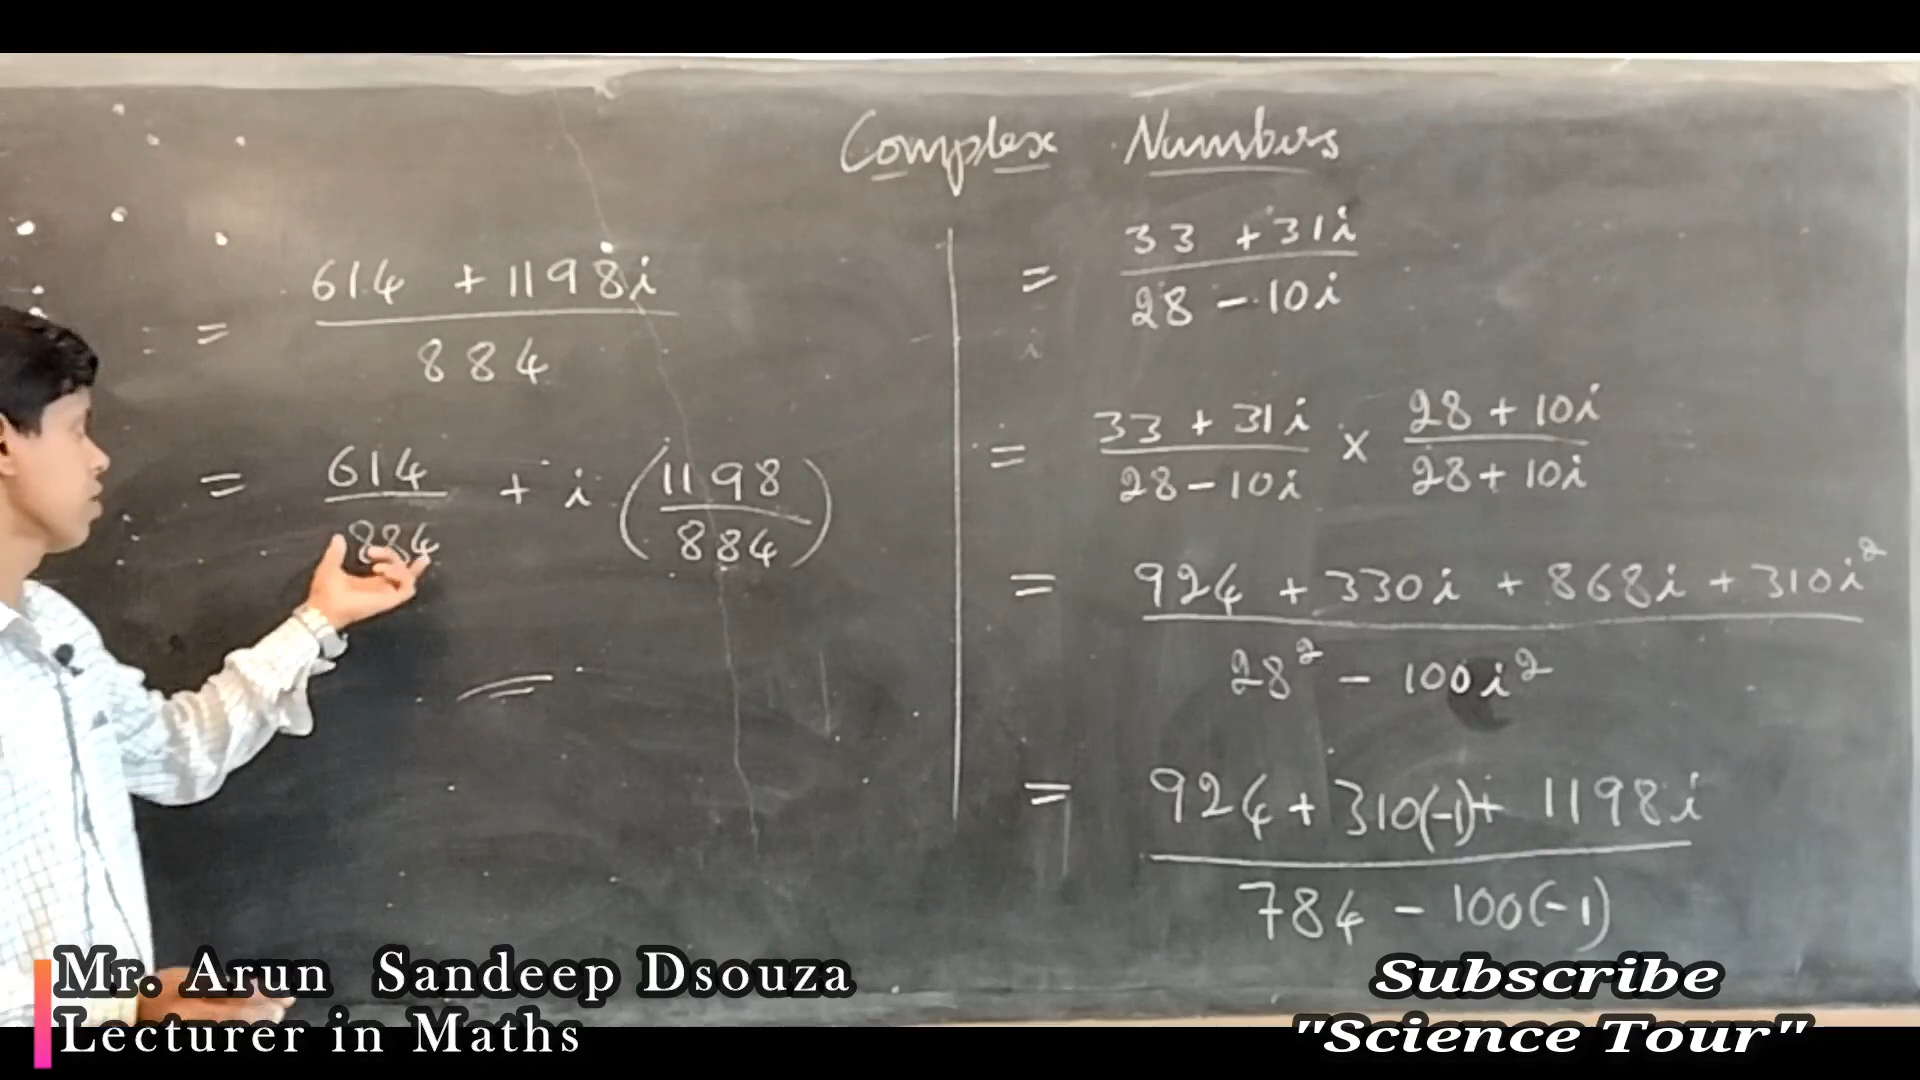 Complex Numbers
= 614 + 1198i / 884
= 614 / 884 + i (1198 / 884)
= 33 + 31i / 28 - 10i
= 33 + 31i / 28 - 10i × 28 + 10i / 28 + 10i
= 924 + 330i + 868i + 310i² / 28² - 100i²
= 924 + 310(-1) + 1198i / 784 - 100(-1)
Mr. Arun Sandeep Dsouza
Lecturer in Maths
Subscribe
"Science Tour"